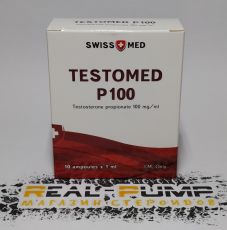 SWISS MED
TESTOMED
P100
Testosterone propionate 100 mg/ml
10 ampoules x 1 ml
REAL-PUMP
МАГАЗИН СТЕРОИДОВ